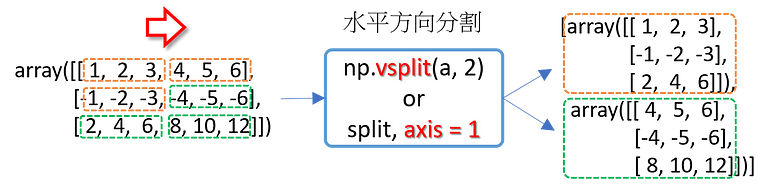 水平方向分割
array([[ 1, 2, 3, 4, 5, 6],
[-1, -2, -3, -4, -5, -6],
[ 2, 4, 6, 8, 10, 12]])
np.vsplit(a, 2)
or
split, axis = 1
[array([[ 1, 2, 3],
[-1, -2, -3],
[ 2, 4, 6]]),
array([[ 4, 5, 6],
[-4, -5, -6],
[ 8, 10, 12]])]